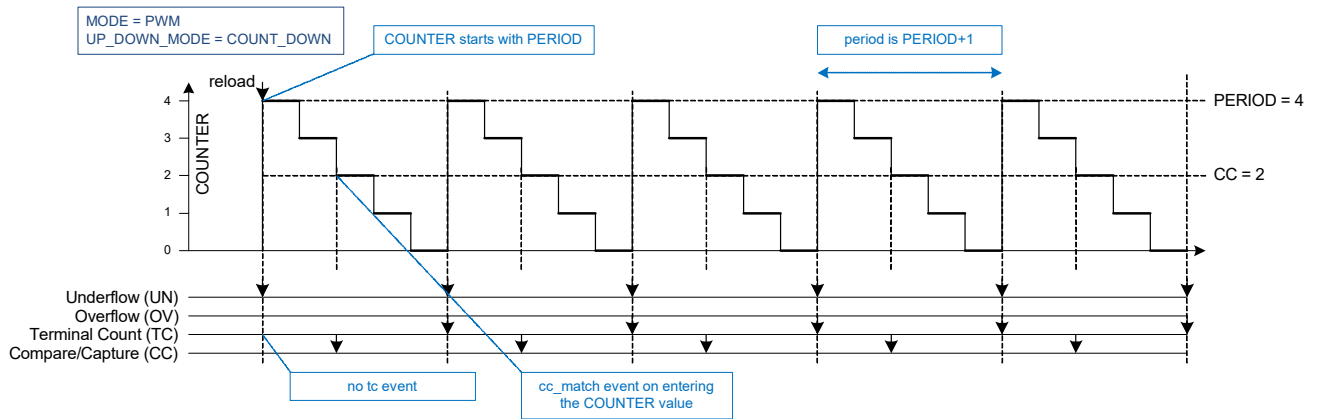 MODE = PWM
UP_DOWN_MODE = COUNT_DOWN
COUNTER starts with PERIOD
period is PERIOD+1
reload
4
3
2
1
0
COUNTER
PERIOD = 4
CC = 2
Underflow (UN)
Overflow (OV)
Terminal Count (TC)
Compare/Capture (CC)
no tc event
cc_match event on entering
the COUNTER value